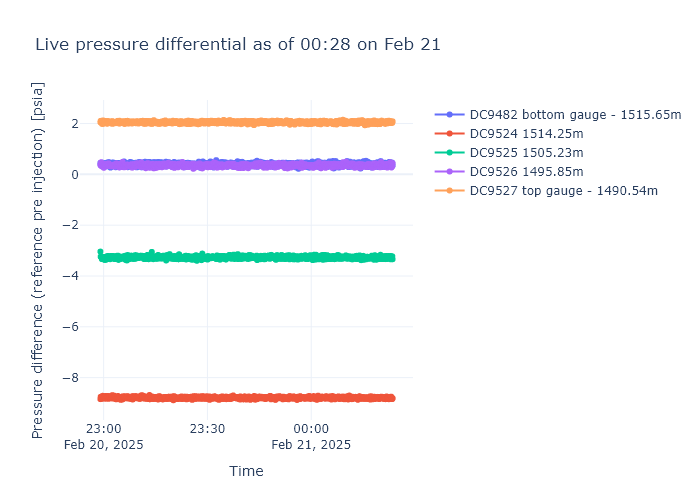 Live pressure differential as of 00:28 on Feb 21
Pressure difference (reference pre injection) [psia]
2
0
−2
−4
−6
−8
23:00
Feb 20, 2025
23:30
00:00
Feb 21, 2025
Time
DC9482 bottom gauge - 1515.65m
DC9524 1514.25m
DC9525 1505.23m
DC9526 1495.85m
DC9527 top gauge - 1490.54m